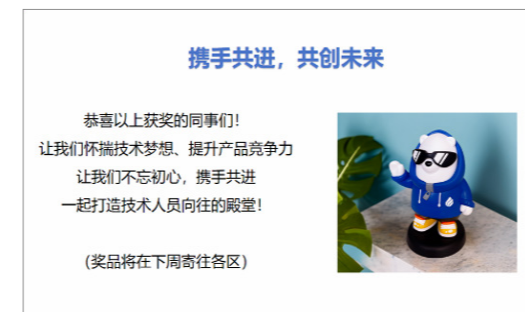 携手共进，共创未来
恭喜以上获奖的同事们！
让我们怀揣技术梦想、提升产品竞争力
让我们不忘初心，携手共进
一起打造技术人员向往的殿堂！
（奖品将在下周寄往各区）